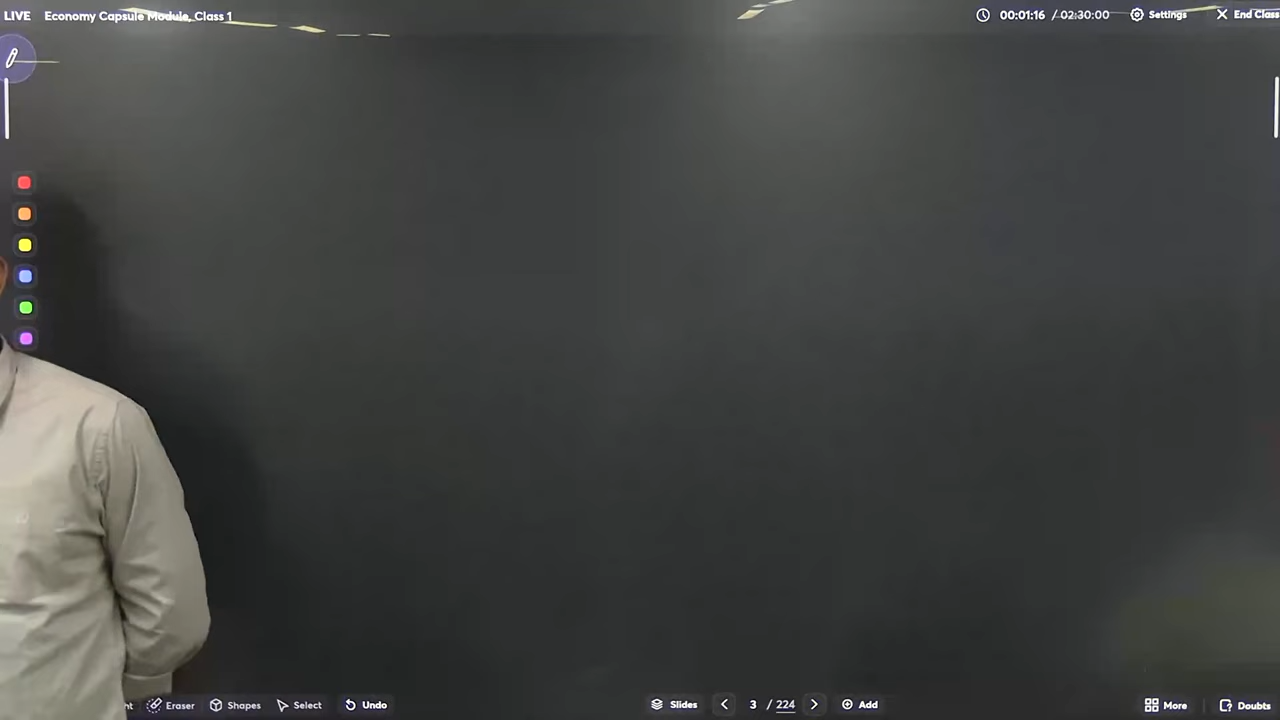 LIVE Economy Capsule Module, Class 1 00:01:16 / 02:30:00 Settings End Class
Eraser Shapes Select Undo Slides 3 / 224 Add More Doubts